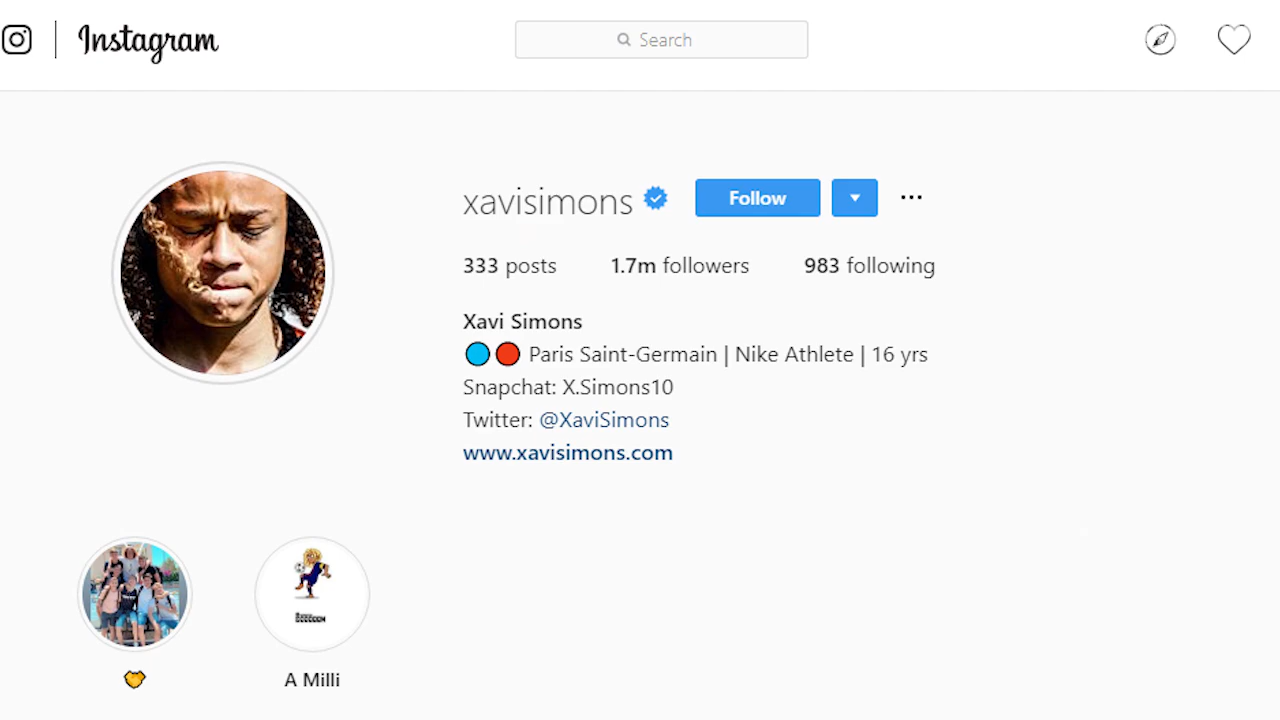 Instagram
Search
xavisimons
Follow
333 posts 1.7m followers 983 following
Xavi Simons
Paris Saint-Germain | Nike Athlete | 16 yrs
Snapchat: X.Simons10
Twitter: @XaviSimons
www.xavisimons.com
A Milli